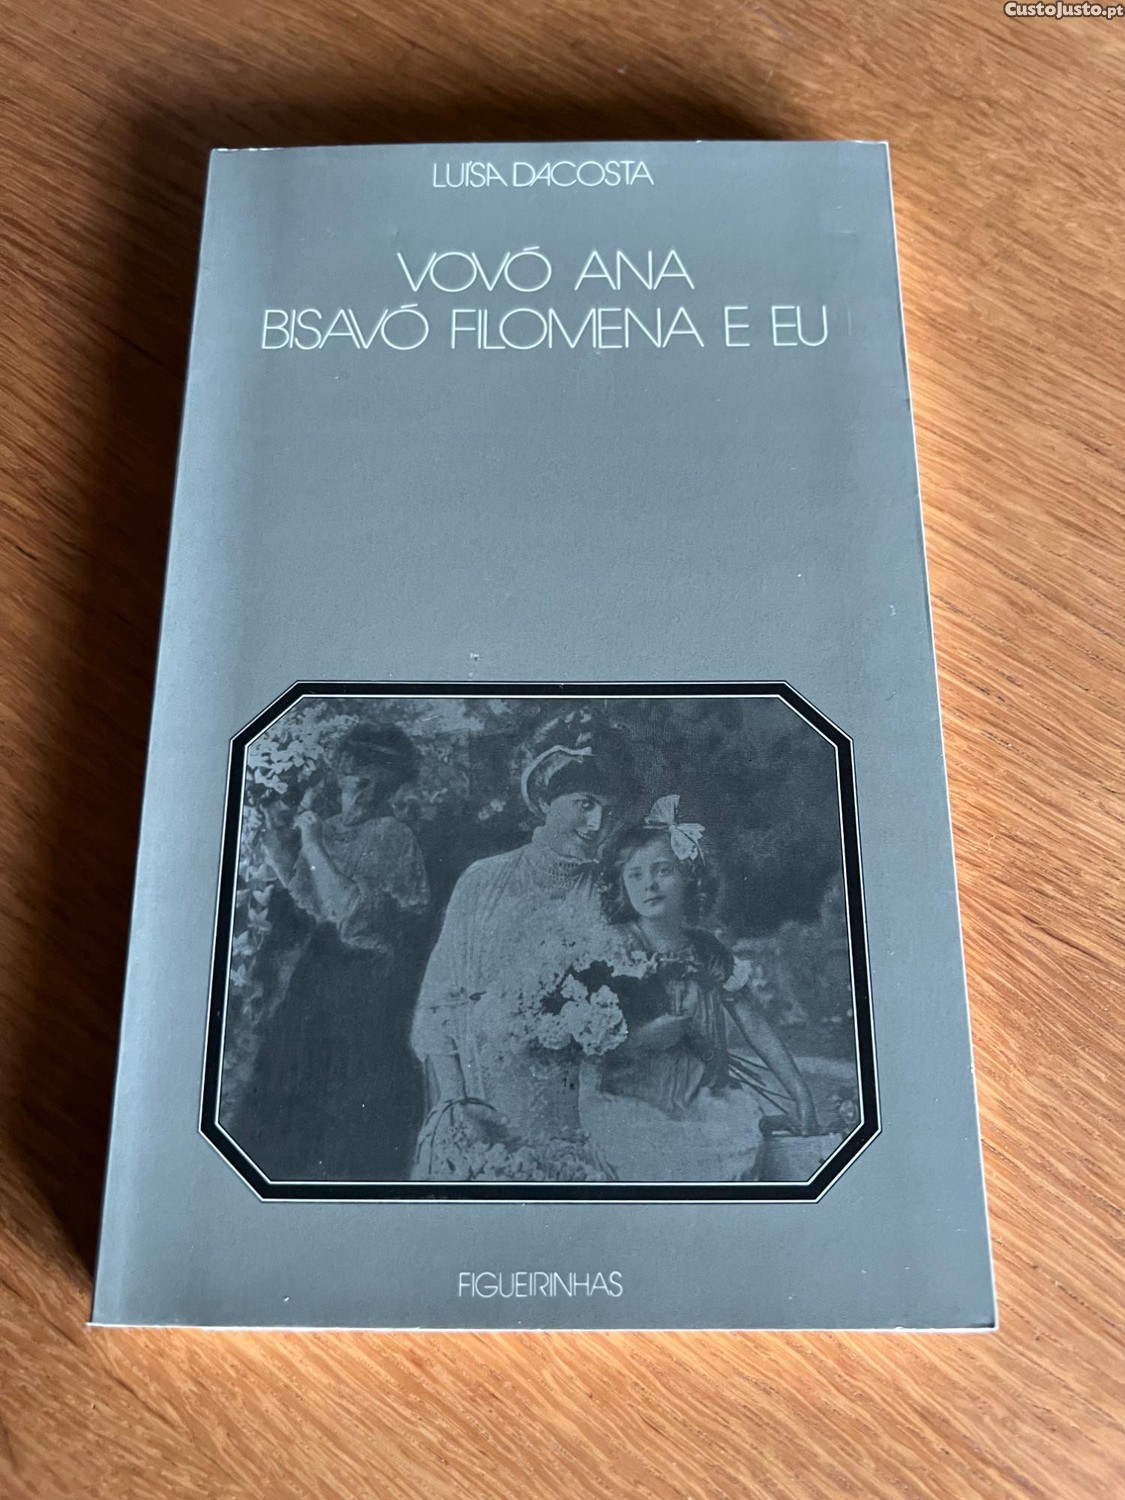 CustoJusto.pt
LUÍSA DACOSTA
VOVÓ ANA
BISAVÓ FILOMENA E EU
FIGUEIRINHAS